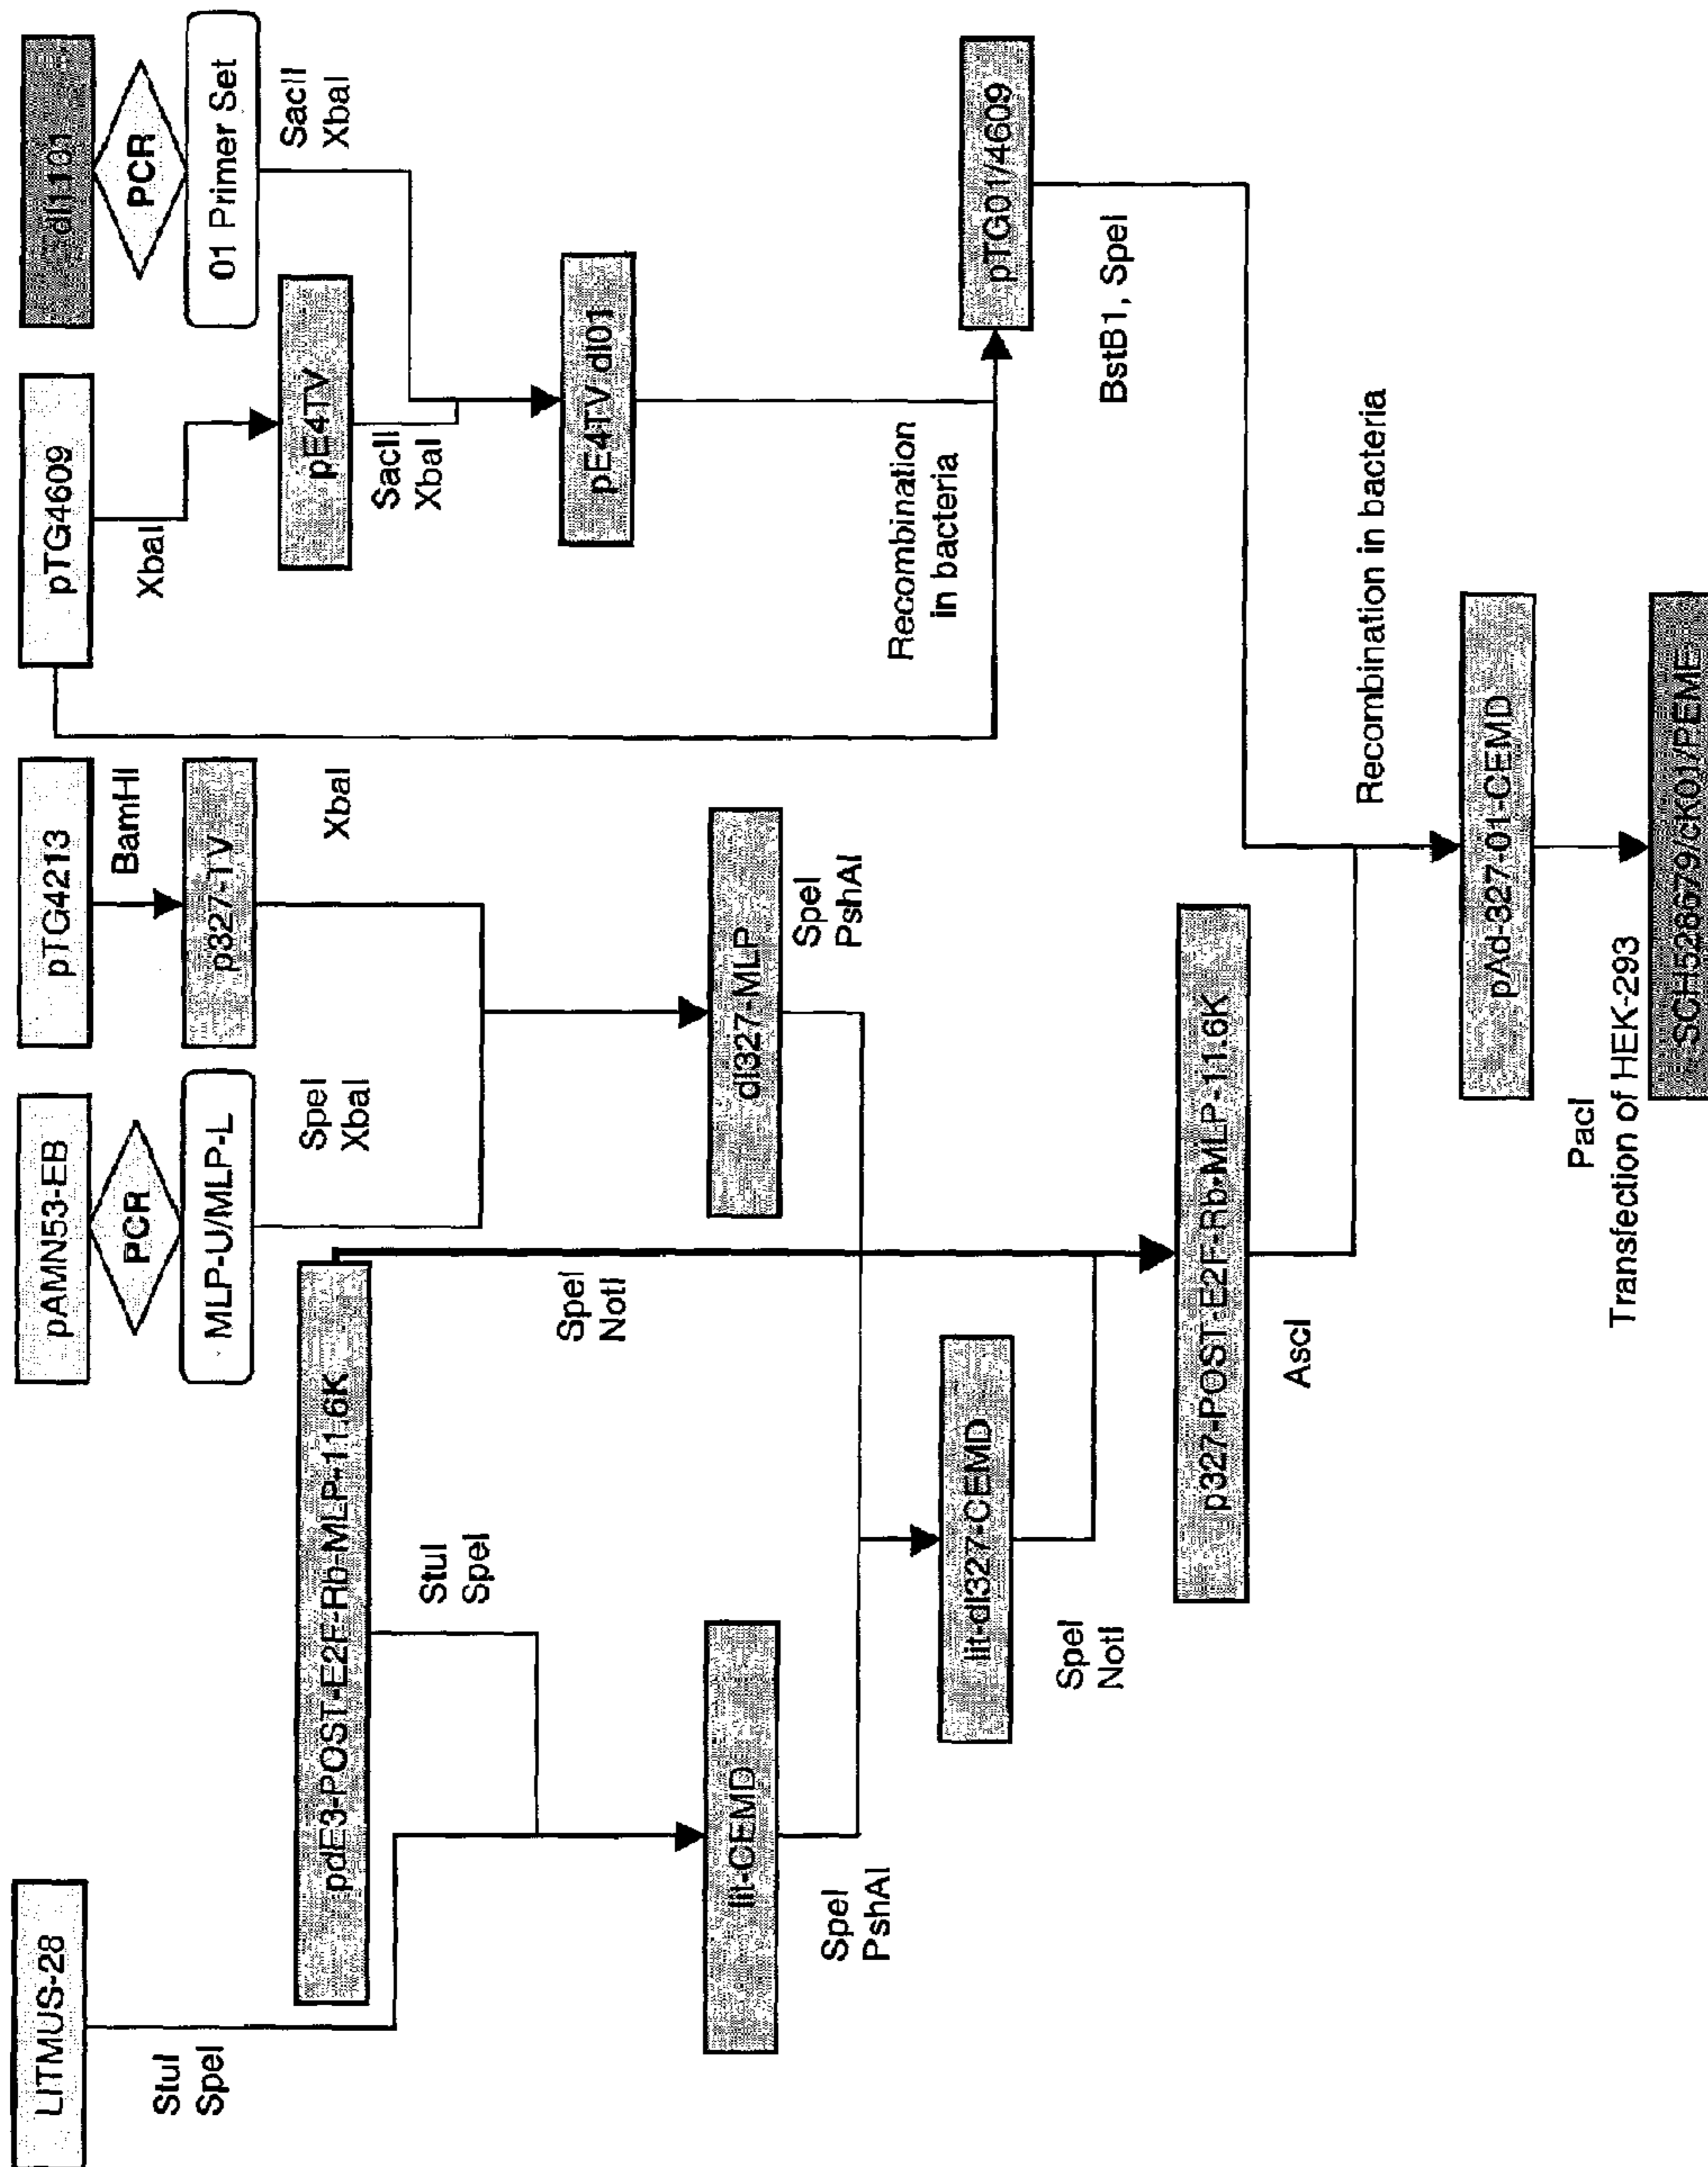 LITMUS-28
StuI
SpeI
pdE3-POST-E2F-Rb-MLP-11.6K
StuI
SpeI
SpeI
NotI
pAMN53-EB
PCR
MLP-U/MLP-L
SpeI
XbaI
pTG4213
BamHI
p327-TV
XbaI
pTG4609
XbaI
pE4TV
SacII
XbaI
dl1101
PCR
01 Primer Set
SacII
XbaI
lit-CEMD
SpeI
PshAI
dl327-MLP
SpeI
PshAI
pE4TV dl01
Recombination
in bacteria
lit-dl327-CEMD
SpeI
NotI
pTG01/4609
BstB1, SpeI
p327-POST-E2F-Rb-MLP-11.6K
AscI
Recombination in bacteria
pAd-327-01-CEMD
PacI
Transfection of HEK-293
SCH528679/cK01/PEME